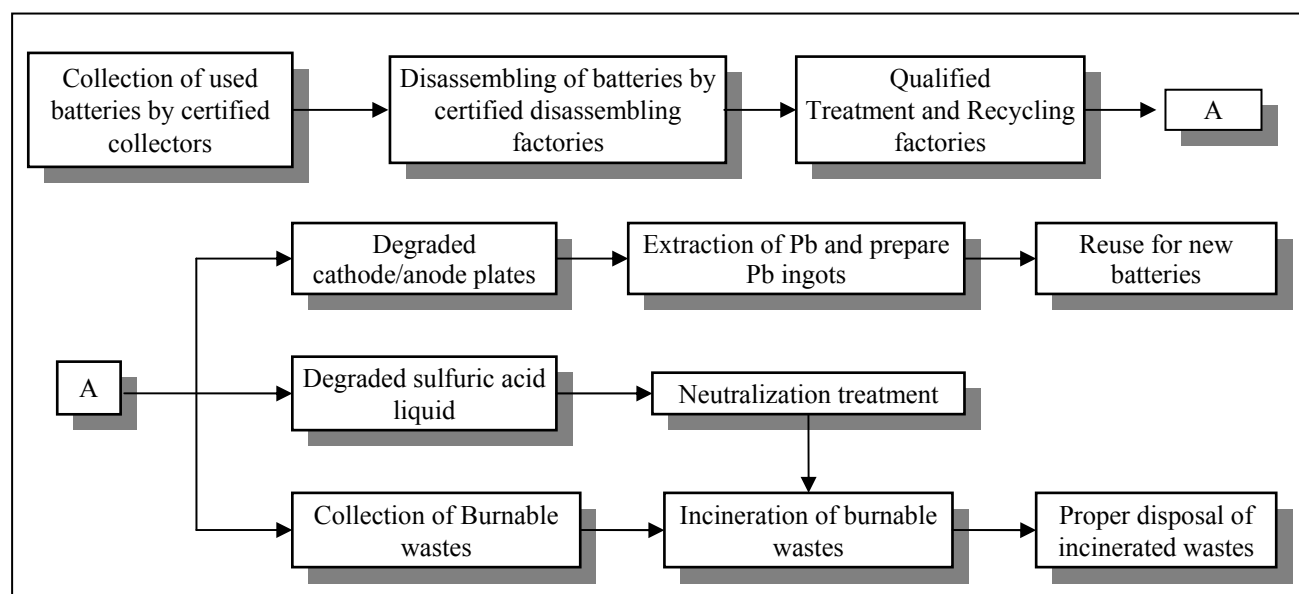 Collection of used
batteries by certified
collectors
Disassembling of batteries by
certified disassembling
factories
Qualified
Treatment and Recycling
factories
A
Degraded
cathode/anode plates
Extraction of Pb and prepare
Pb ingots
Reuse for new
batteries
A
Degraded sulfuric acid
liquid
Neutralization treatment
Collection of Burnable
wastes
Incineration of burnable
wastes
Proper disposal of
incinerated wastes